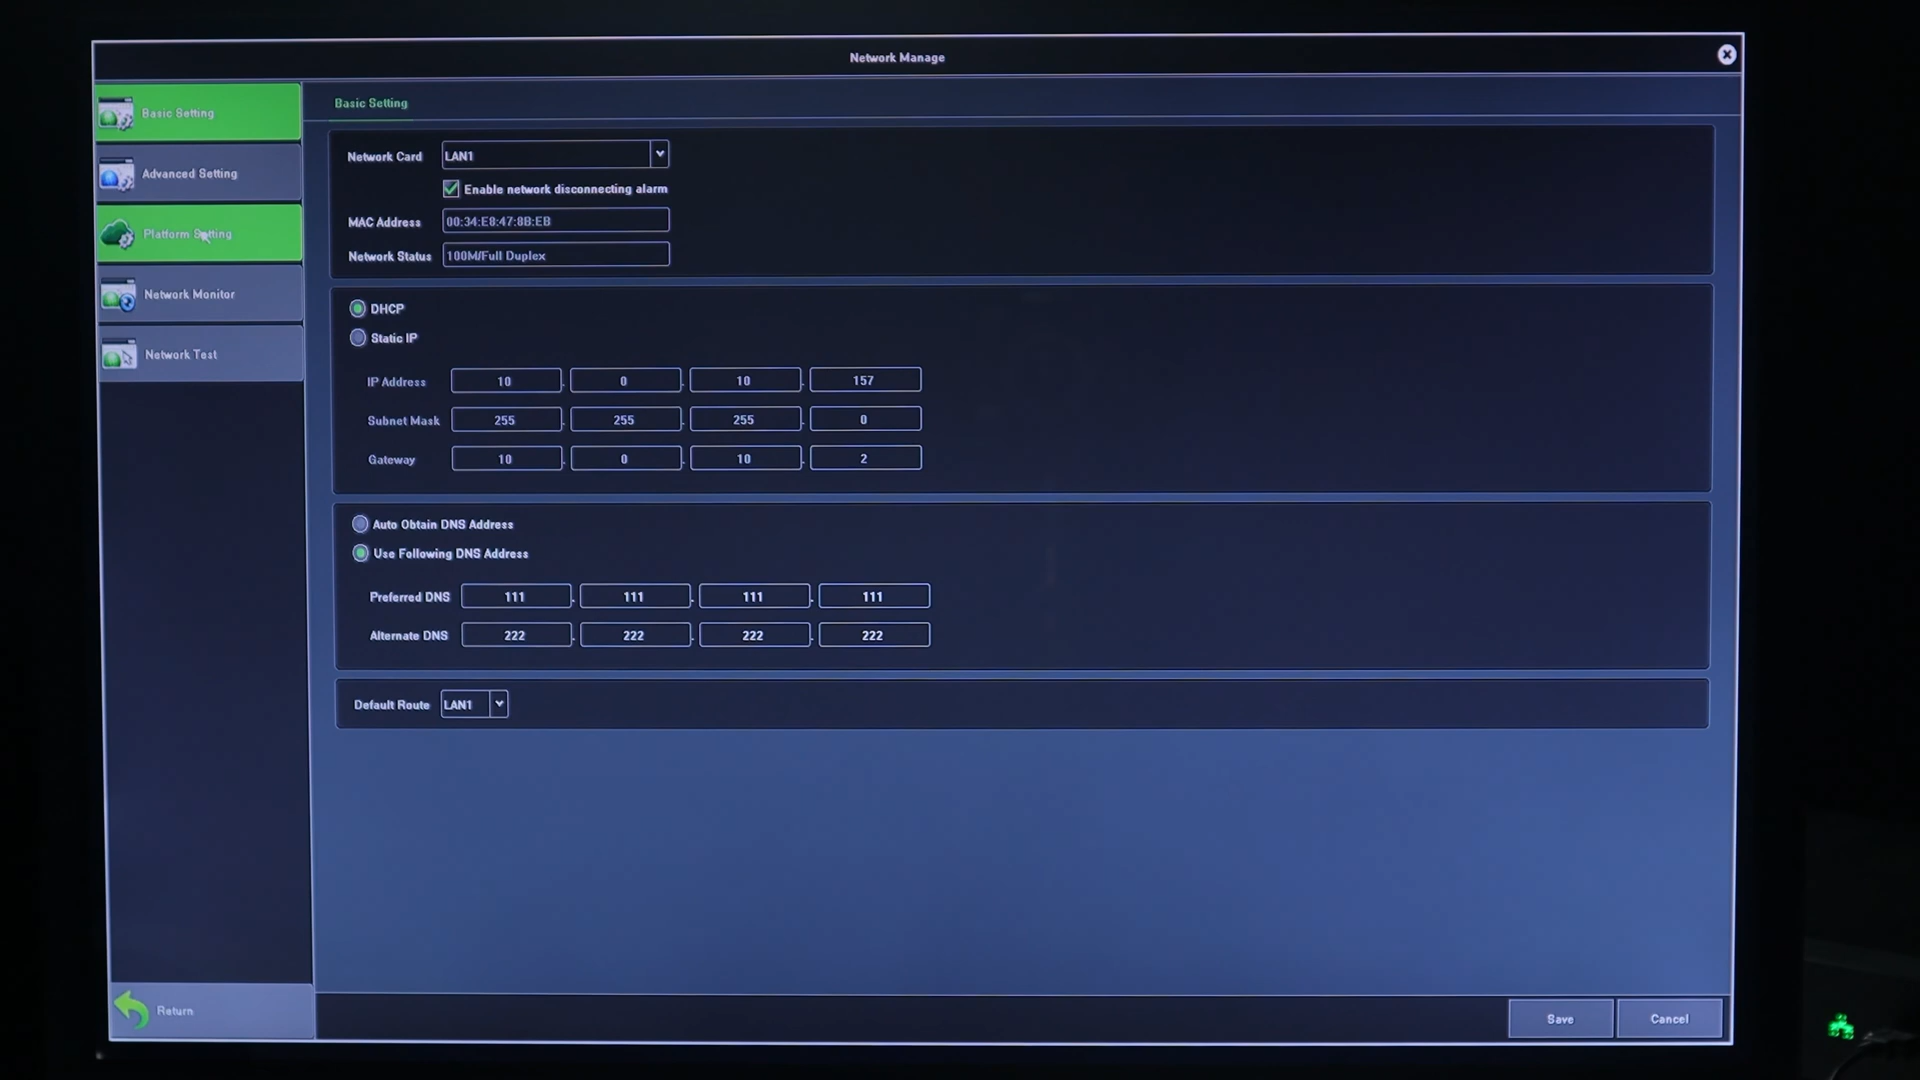 Network Manage
Basic Setting
Advanced Setting
Platform Setting
Network Monitor
Network Test
Return
Basic Setting
Network Card LAN1
Enable network disconnecting alarm
MAC Address 00:34:E8:47:8B:EB
Network Status 100M/Full Duplex
DHCP
Static IP
IP Address 10 . 0 . 10 . 157
Subnet Mask 255 . 255 . 255 . 0
Gateway 10 . 0 . 10 . 2
Auto Obtain DNS Address
Use Following DNS Address
Preferred DNS 111 . 111 . 111 . 111
Alternate DNS 222 . 222 . 222 . 222
Default Route LAN1
Save Cancel